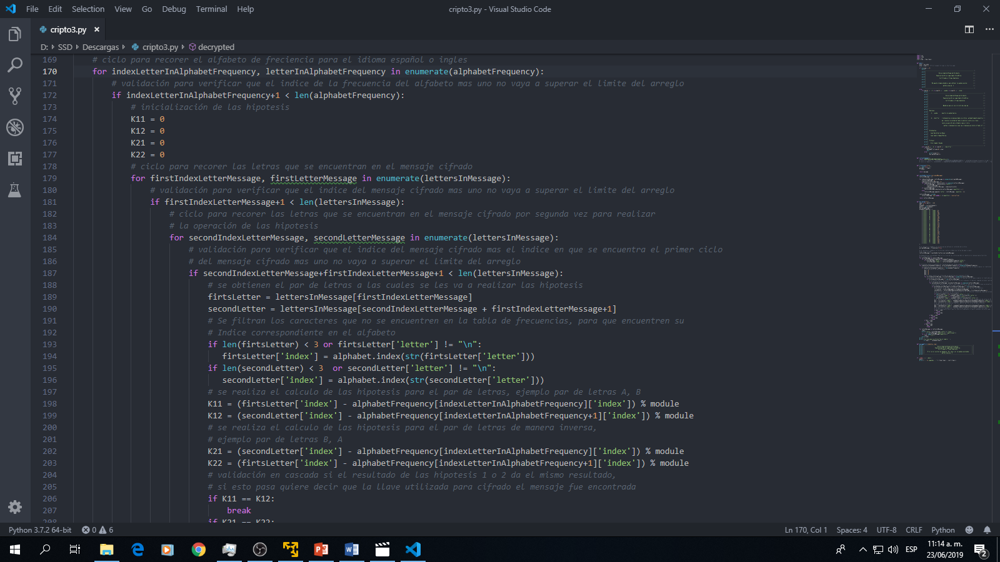 File Edit Selection View Go Debug Terminal Help cripto3.py - Visual Studio Code
cripto3.py
D: SSD Descargas cripto3.py decrypted
169 # ciclo para recorer el alfabeto de freciencia para el idioma español o ingles
170 for indexLetterInAlphabetFrequency, letterInAlphabetFrequency in enumerate(alphabetFrequency):
171 # validación para verificar que el indice de la frecuencia del alfabeto mas uno no vaya a superar el limite del arreglo
172 if indexLetterInAlphabetFrequency+1 < len(alphabetFrequency):
173 # inicialización de las hipotesis
174 K11 = 0
175 K12 = 0
176 K21 = 0
177 K22 = 0
178 # ciclo para recorer las letras que se encuentran en el mensaje cifrado
179 for firstIndexLetterMessage, firstLetterMessage in enumerate(lettersInMessage):
180 # validación para verificar que el indice del mensaje cifrado mas uno no vaya a superar el limite del arreglo
181 if firstIndexLetterMessage+1 < len(lettersInMessage):
182 # ciclo para recorer las letras que se encuentran en el mensaje cifrado por segunda vez para realizar
183 # la operación de las hipotesis
184 for secondIndexLetterMessage, secondLetterMessage in enumerate(lettersInMessage):
185 # validación para verificar que el indice del mensaje cifrado mas el indice en que se encuentra el primer ciclo
186 # del mensaje cifrado mas uno no vaya a superar el limite del arreglo
187 if secondIndexLetterMessage+firstIndexLetterMessage+1 < len(lettersInMessage):
188 # se obtienen el par de letras a las cuales se les va a realizar las hipotesis
189 firtsLetter = lettersInMessage[firstIndexLetterMessage]
190 secondLetter = lettersInMessage[secondIndexLetterMessage + firstIndexLetterMessage+1]
191 # Se filtran los caracteres que no se encuentren en la tabla de frecuencias, para que encuentren su
192 # Indice correspondiente en el alfabeto
193 if len(firtsLetter) < 3 or firtsLetter['letter'] != "\n":
194 firtsLetter['index'] = alphabet.index(str(firtsLetter['letter']))
195 if len(secondLetter) < 3  or secondLetter['letter'] != "\n":
196 secondLetter['index'] = alphabet.index(str(secondLetter['letter']))
197 # se realiza el calculo de las hipotesis para el par de letras, ejemplo par de letras A, B
198 K11 = (firtsLetter['index'] - alphabetFrequency[indexLetterInAlphabetFrequency]['index']) % module
199 K12 = (secondLetter['index'] - alphabetFrequency[indexLetterInAlphabetFrequency+1]['index']) % module
200 # se realiza el calculo de las hipotesis para el par de letras de manera inversa,
201 # ejemplo par de letras B, A
202 K21 = (secondLetter['index'] - alphabetFrequency[indexLetterInAlphabetFrequency]['index']) % module
203 K22 = (firtsLetter['index'] - alphabetFrequency[indexLetterInAlphabetFrequency+1]['index']) % module
204 # validación en cascada si el resultado de las hipotesis 1 o 2 da el mismo resultado,
205 # si esto pasa quiere decir que la llave utilizada para cifrado el mensaje fue encontrada
206 if K11 == K12:
207 break
208 if K21 == K22:
Python 3.7.2 64-bit 0 6 Ln 170, Col 1 Spaces: 4 UTF-8 CRLF Python
ESP 11:14 a. m.
23/06/2019 2